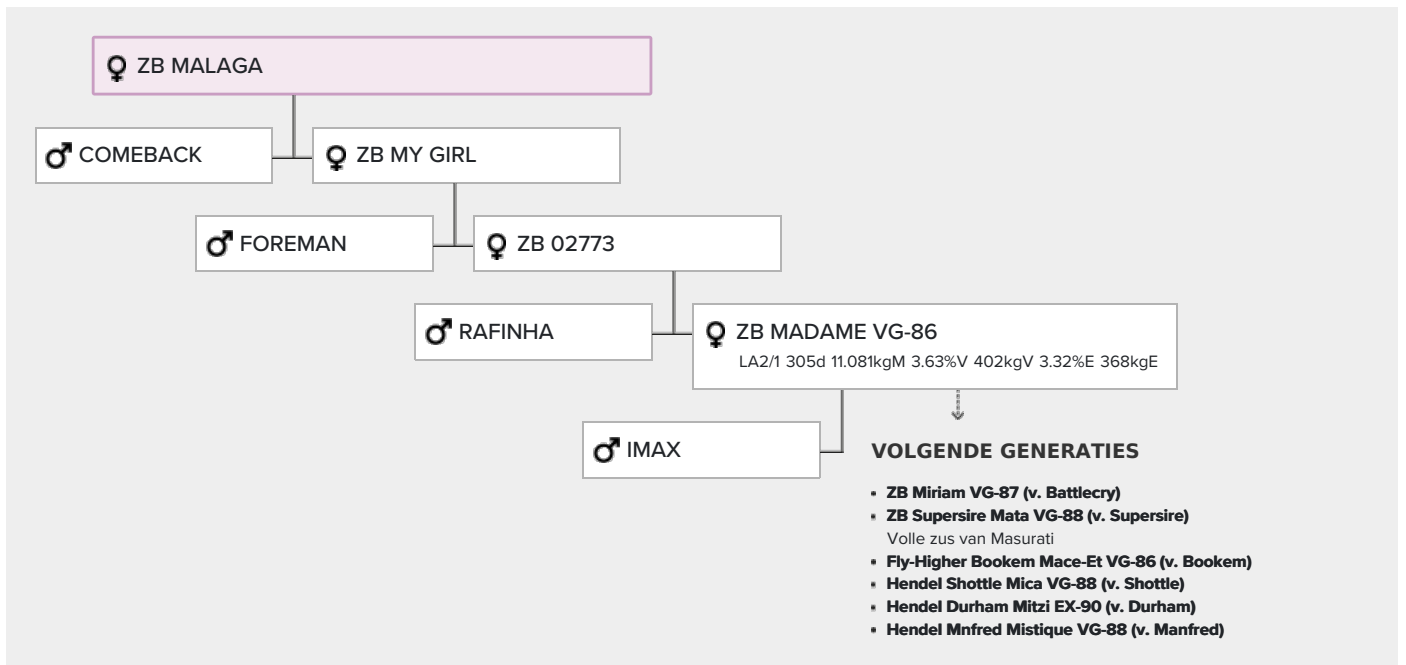 ZB MALAGA
COMEBACK
ZB MY GIRL
FOREMAN
ZB 02773
RAFINHA
ZB MADAME VG-86
LA2/1 305d 11.081kgM 3.63%V 402kgV 3.32%E 368kgE
IMAX
VOLGENDE GENERATIES
ZB Miriam VG-87 (v. Battlecry)
ZB Supersire Mata VG-88 (v. Supersire)
Volle zus van Masurati
Fly-Higher Bookem Mace-Et VG-86 (v. Bookem)
Hendel Shottle Mica VG-88 (v. Shottle)
Hendel Durham Mitzi EX-90 (v. Durham)
Hendel Mnfred Mistique VG-88 (v. Manfred)